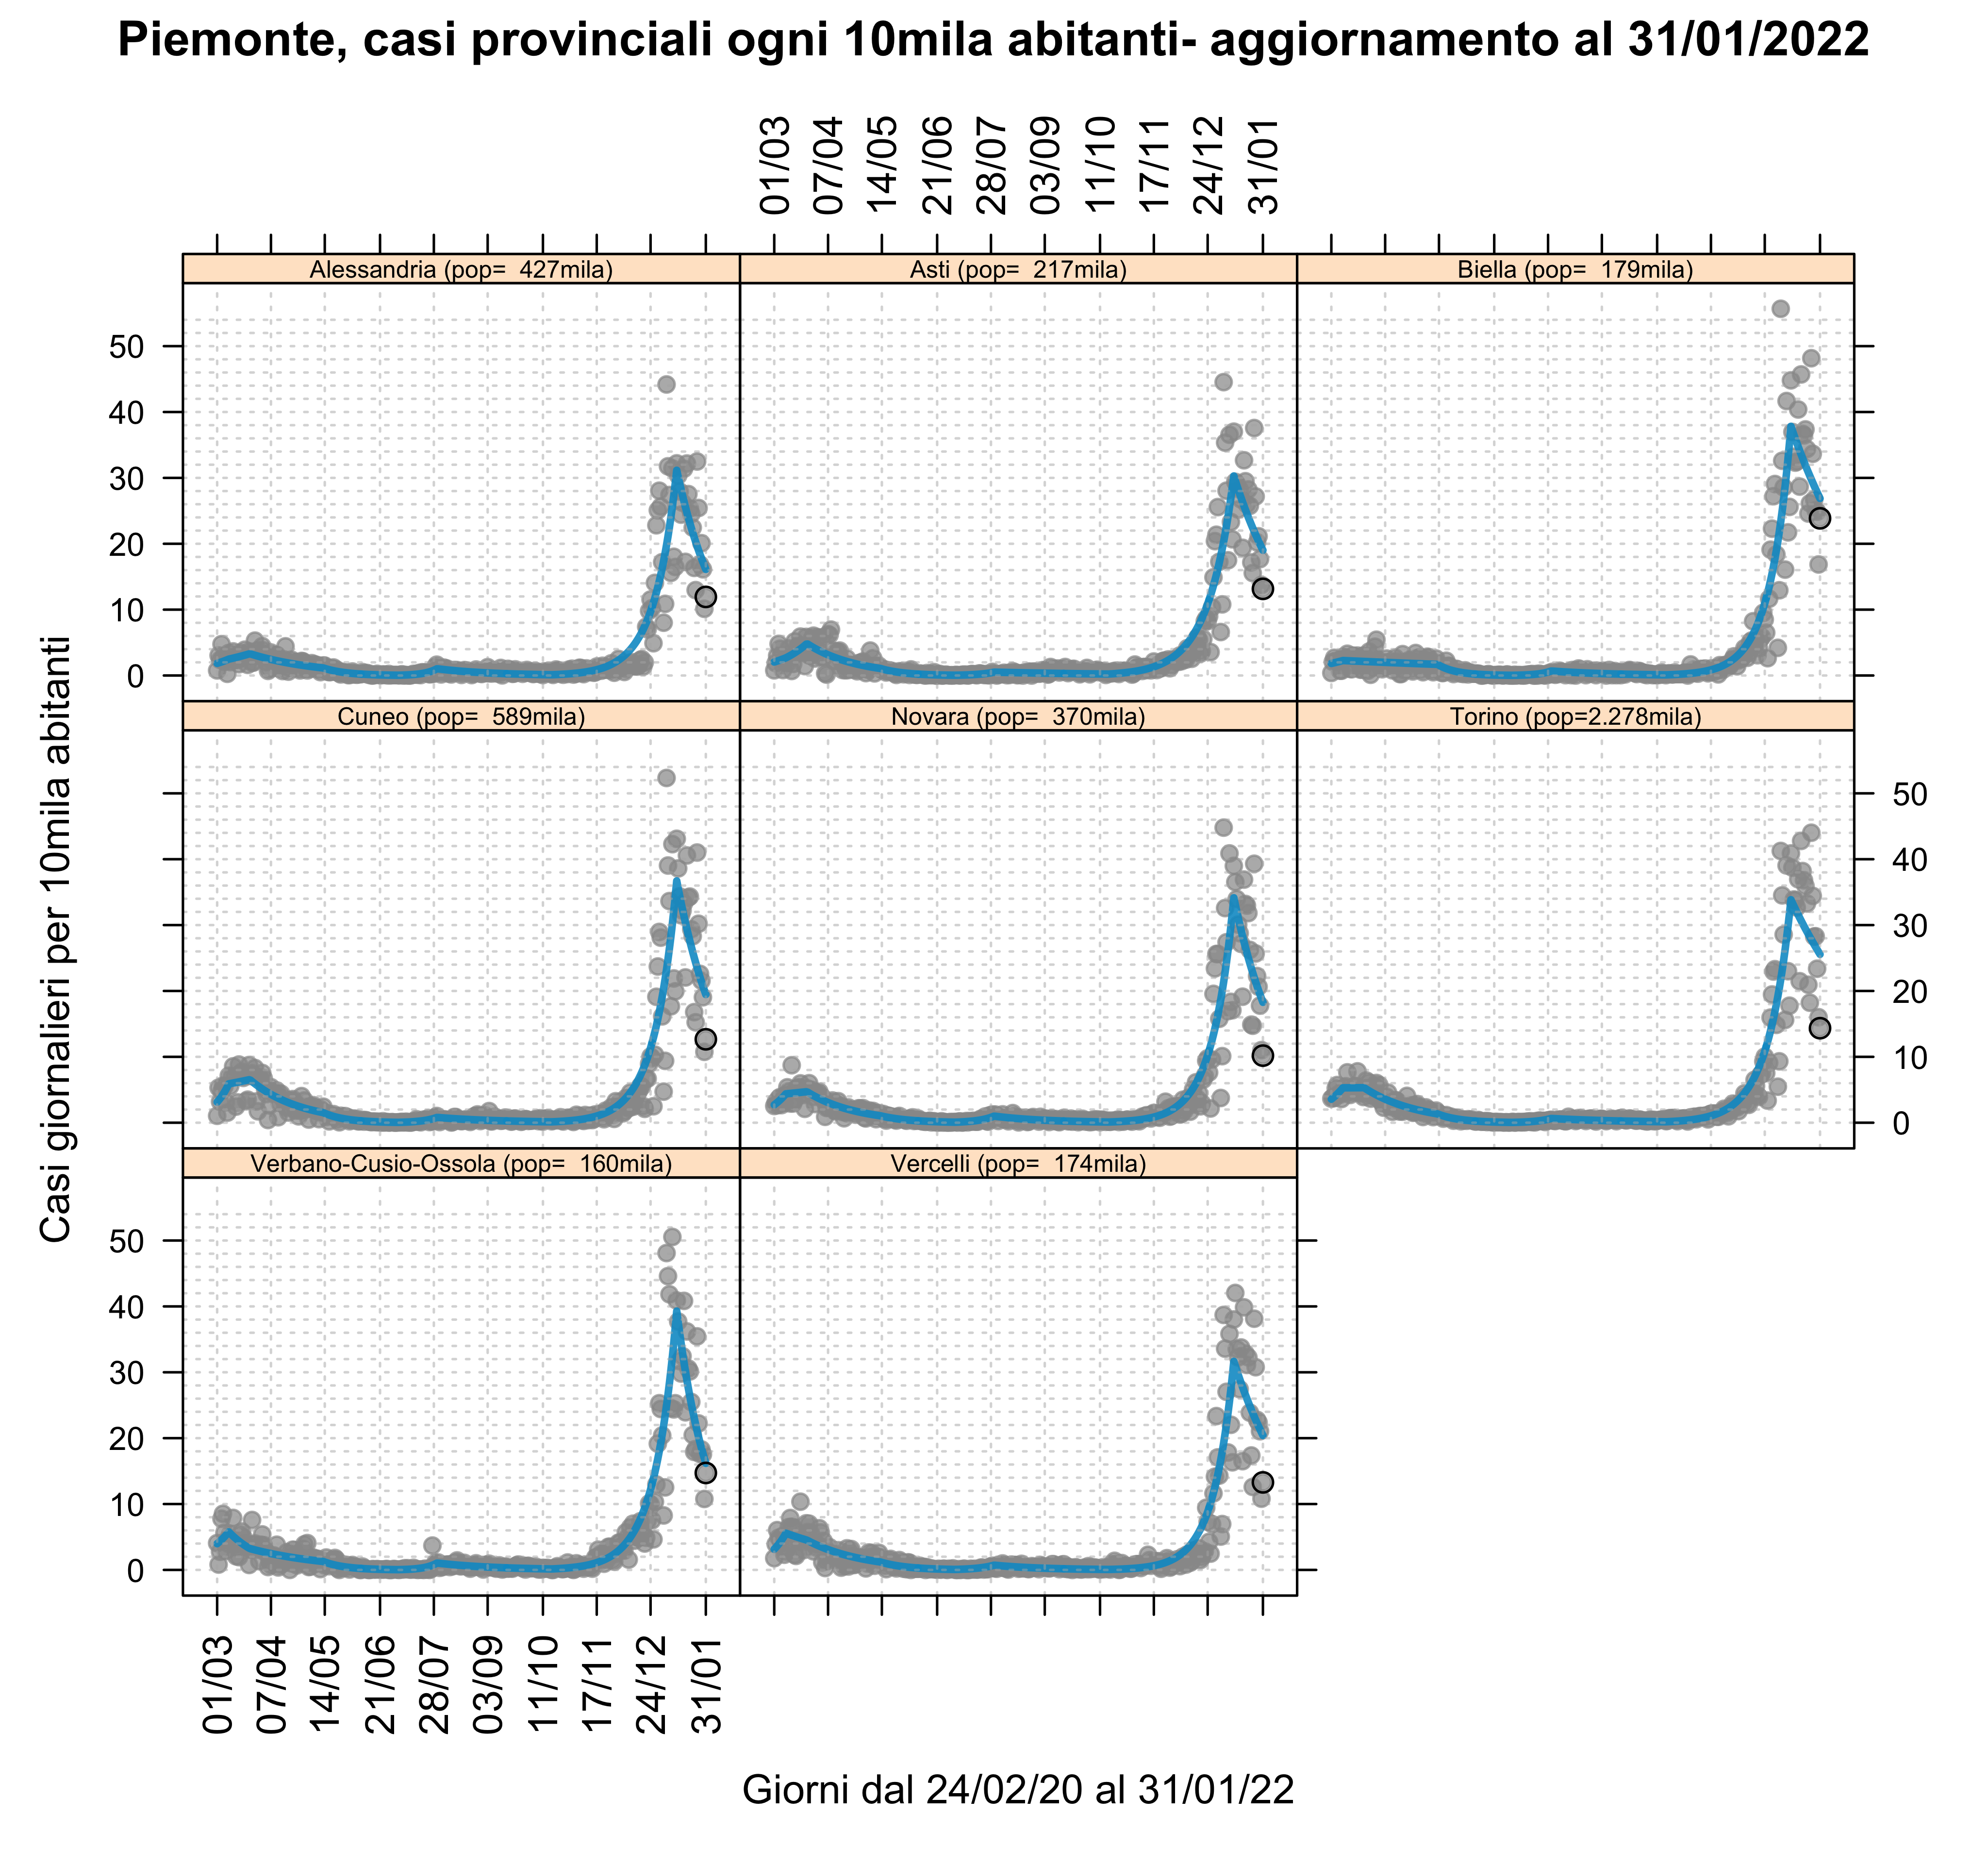 Piemonte, casi provinciali ogni 10mila abitanti- aggiornamento al 31/01/2022
01/03 07/04 14/05 21/06 28/07 03/09 11/10 17/11 24/12 31/01
Alessandria (pop= 427mila)
Asti (pop= 217mila)
Biella (pop= 179mila)
50
40
30
20
10
0
Cuneo (pop= 589mila)
Novara (pop= 370mila)
Torino (pop=2.278mila)
50
40
30
20
10
0
Casi giornalieri per 10mila abitanti
Verbano-Cusio-Ossola (pop= 160mila)
Vercelli (pop= 174mila)
50
40
30
20
10
0
01/03 07/04 14/05 21/06 28/07 03/09 11/10 17/11 24/12 31/01
Giorni dal 24/02/20 al 31/01/22